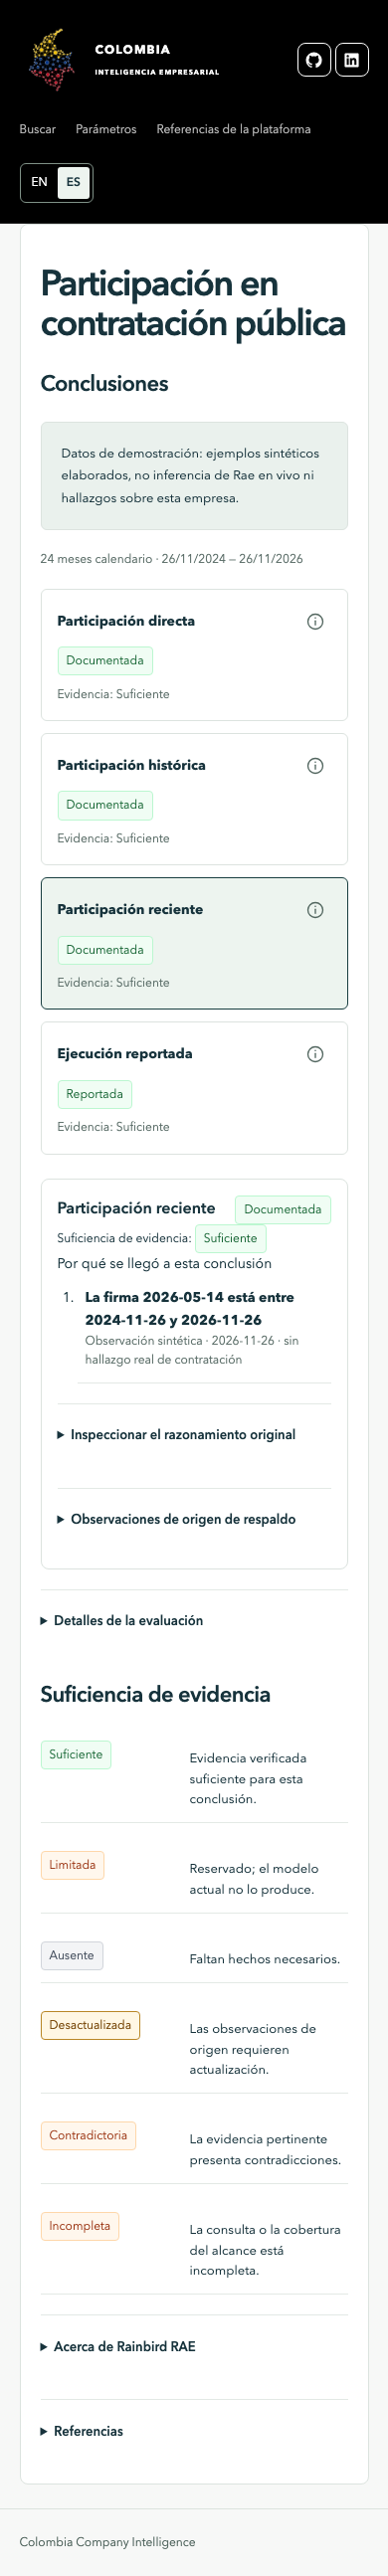 COLOMBIA
INTELIGENCIA EMPRESARIAL
Buscar Parámetros Referencias de la plataforma
EN ES
Participación en
contratación pública
Conclusiones
Datos de demostración: ejemplos sintéticos
elaborados, no inferencia de Rae en vivo ni
hallazgos sobre esta empresa.
24 meses calendario · 26/11/2024 – 26/11/2026
Participación directa
Documentada
Evidencia: Suficiente
Participación histórica
Documentada
Evidencia: Suficiente
Participación reciente
Documentada
Evidencia: Suficiente
Ejecución reportada
Reportada
Evidencia: Suficiente
Participación reciente Documentada
Suficiencia de evidencia: Suficiente
Por qué se llegó a esta conclusión
1. La firma 2026-05-14 está entre
2024-11-26 y 2026-11-26
Observación sintética · 2026-11-26 · sin
hallazgo real de contratación
Inspeccionar el razonamiento original
Observaciones de origen de respaldo
Detalles de la evaluación
Suficiencia de evidencia
Suficiente
Evidencia verificada
suficiente para esta
conclusión.
Limitada
Reservado; el modelo
actual no lo produce.
Ausente
Faltan hechos necesarios.
Desactualizada
Las observaciones de
origen requieren
actualización.
Contradictoria
La evidencia pertinente
presenta contradicciones.
Incompleta
La consulta o la cobertura
del alcance está
incompleta.
Acerca de Rainbird RAE
Referencias
Colombia Company Intelligence